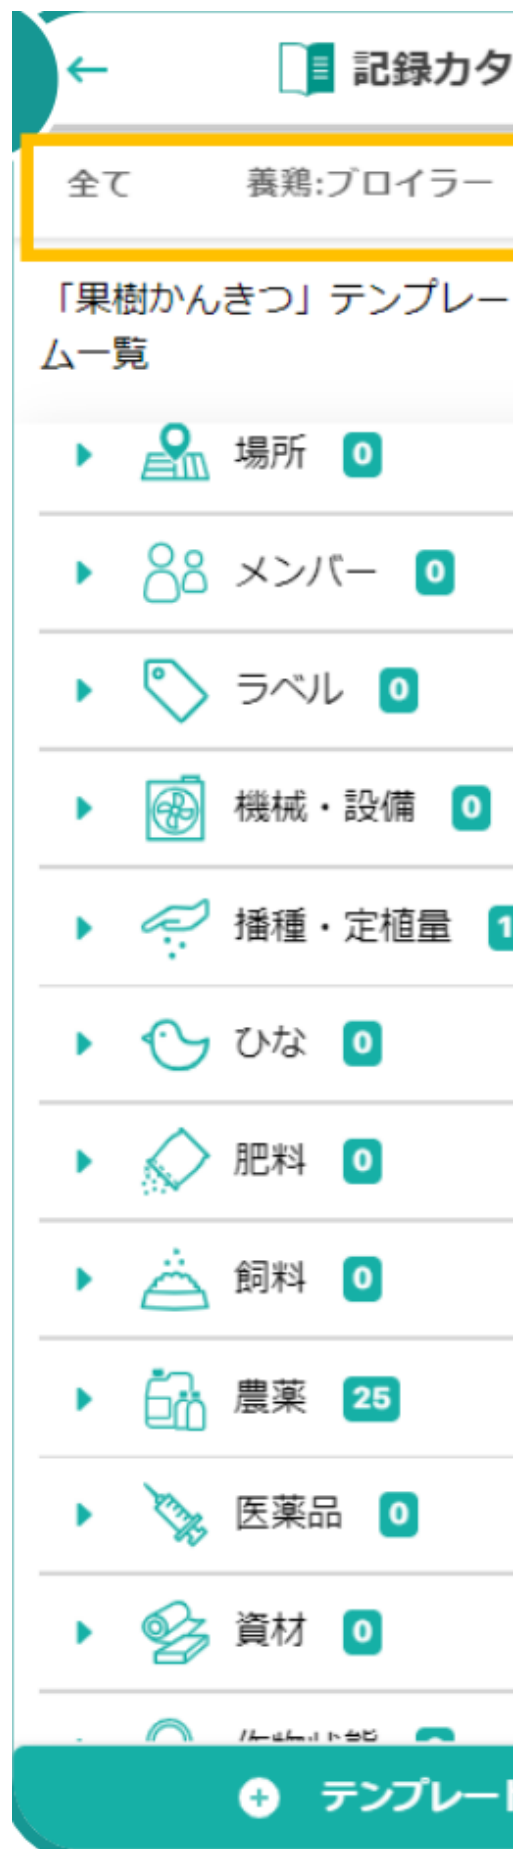 記録カタ
全て 養鶏:ブロイラー
「果樹かんきつ」テンプレー
ム一覧
場所 0
メンバー 0
ラベル 0
機械・設備 0
播種・定植量 1
ひな 0
肥料 0
飼料 0
農薬 25
医薬品 0
資材 0
テンプレート